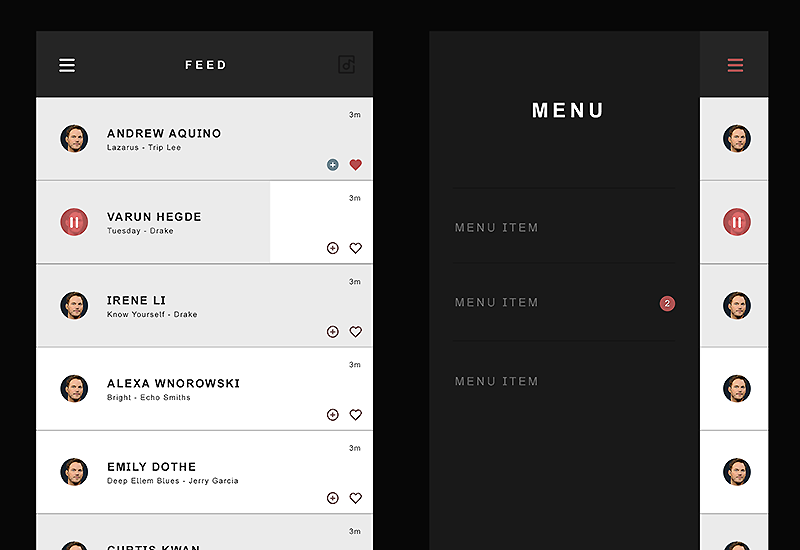 FEED
3m
ANDREW AQUINO
Lazarus - Trip Lee
3m
VARUN HEGDE
Tuesday - Drake
3m
IRENE LI
Know Yourself - Drake
3m
ALEXA WNOROWSKI
Bright - Echo Smiths
3m
EMILY DOTHE
Deep Ellem Blues - Jerry Garcia
3m
CURTIS KWAN
MENU
MENU ITEM
MENU ITEM
2
MENU ITEM